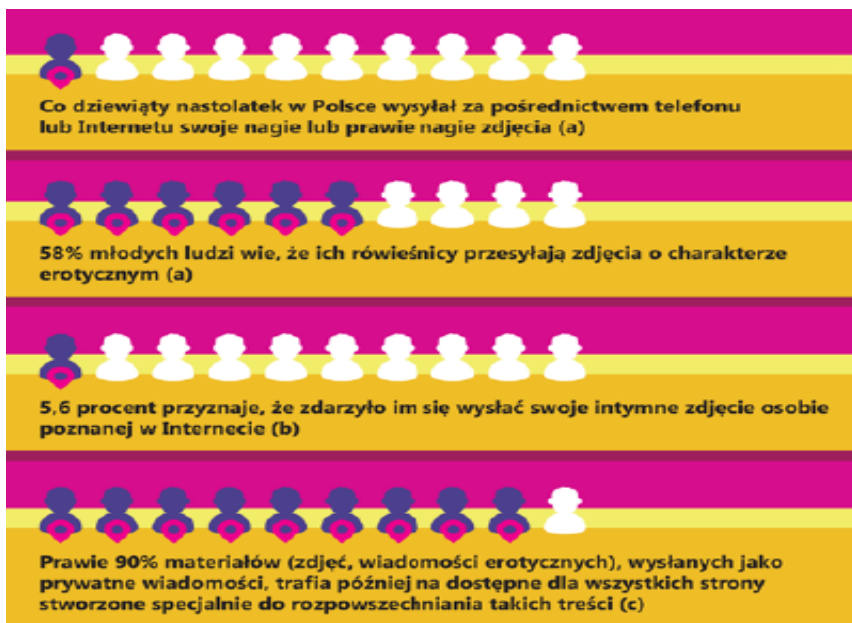 Co dziewiąty nastolatek w Polsce wysyłał za pośrednictwem telefonu
lub Internetu swoje nagie lub prawie nagie zdjęcia (a)
58% młodych ludzi wie, że ich rówieśnicy przesyłają zdjęcia o charakterze
erotycznym (a)
5,6 procent przyznaje, że zdarzyło im się wysłać swoje intymne zdjęcie osobie
poznanej w Internecie (b)
Prawie 90% materiałów (zdjęć, wiadomości erotycznych), wysłanych jako
prywatne wiadomości, trafia później na dostępne dla wszystkich strony
stworzone specjalnie do rozpowszechniania takich treści (c)